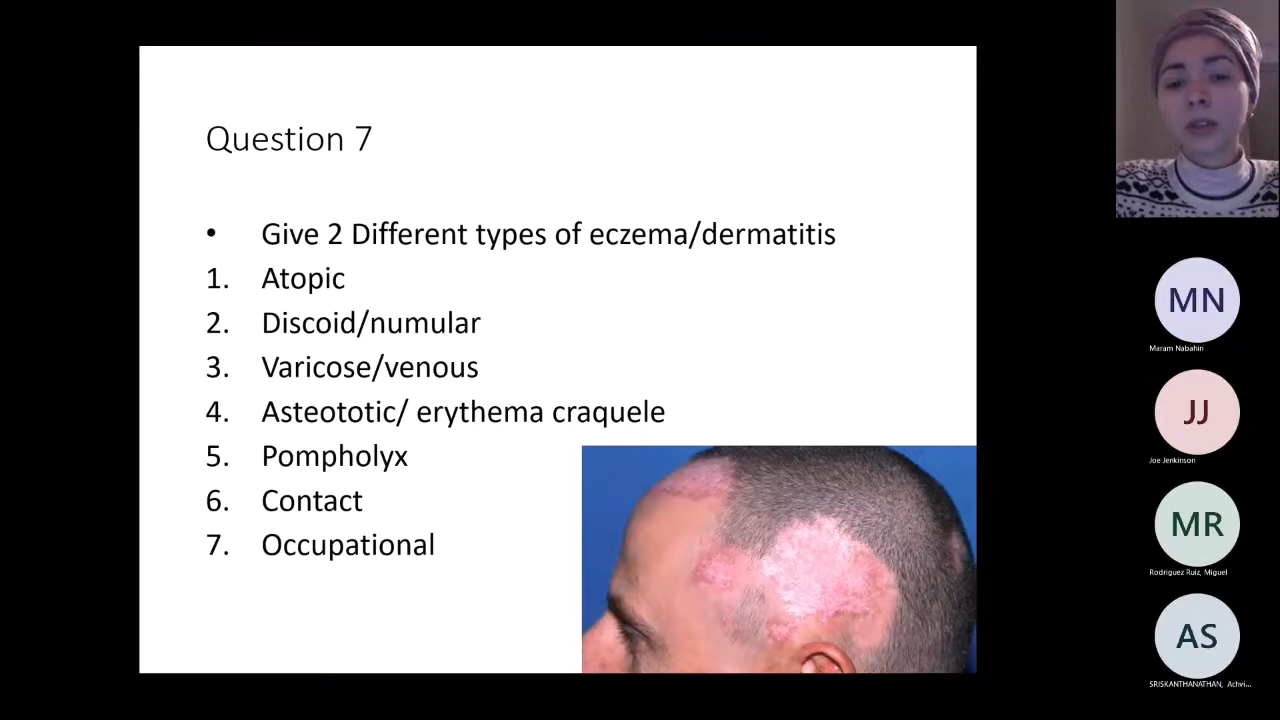 Question 7
• Give 2 Different types of eczema/dermatitis
1. Atopic
2. Discoid/numular
3. Varicose/venous
4. Asteototic/ erythema craquele
5. Pompholyx
6. Contact
7. Occupational
MN
Maram Nabahin
JJ
Joe Jenkinson
MR
Rodriguez Ruiz, Miguel
AS
SRISKANTHANATHAN, Achvi...